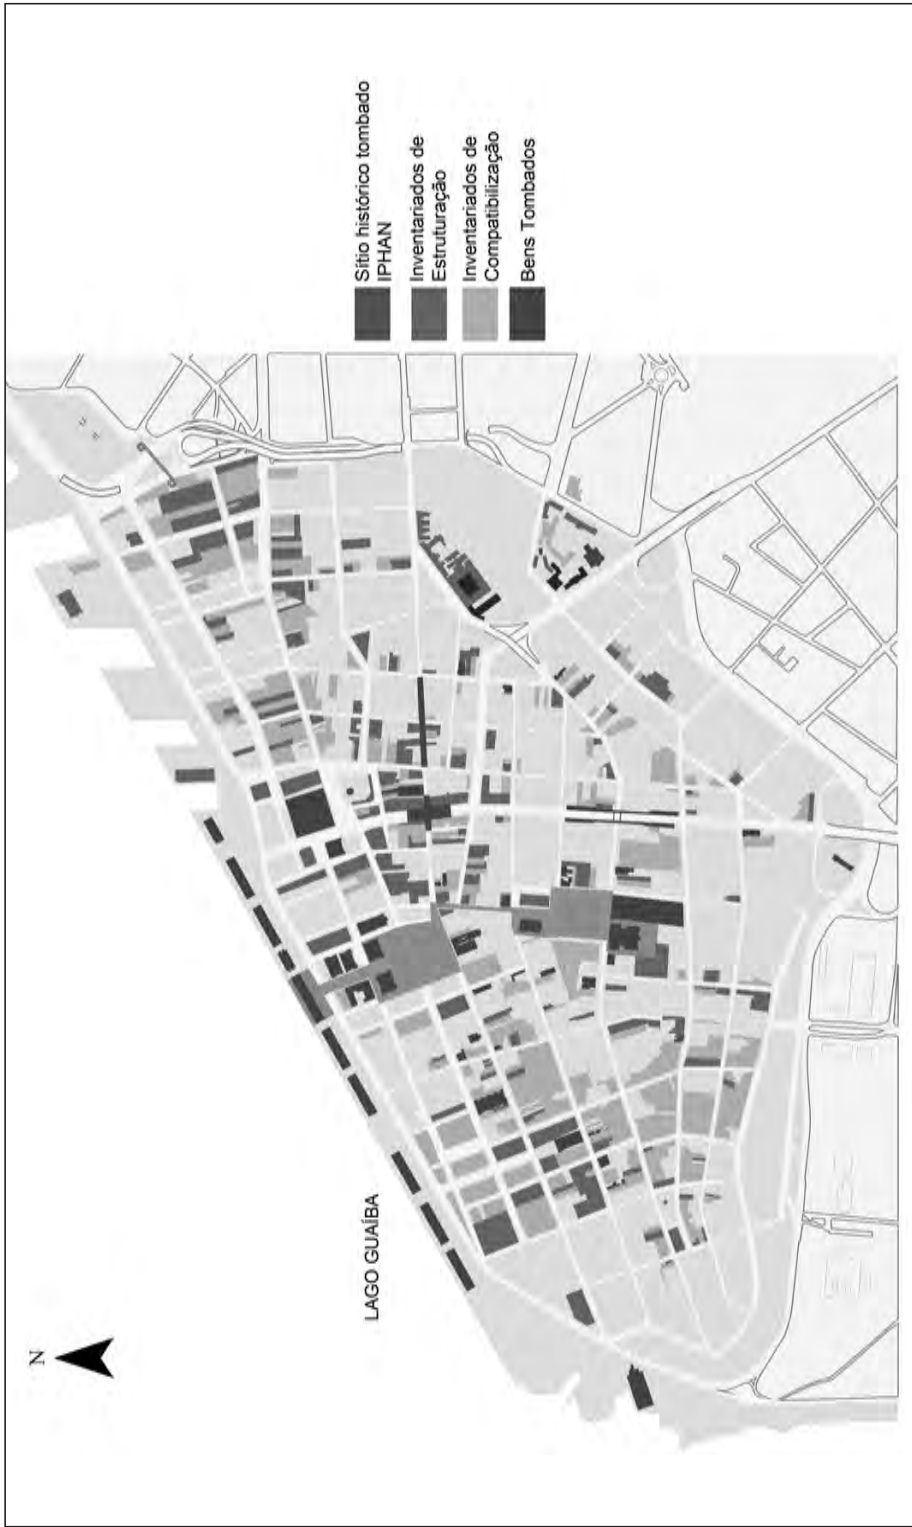 N
LAGO GUAÍBA
Sítio histórico tombado
IPHAN
Inventariados de
Estruturação
Inventariados de
Compatibilização
Bens Tombados